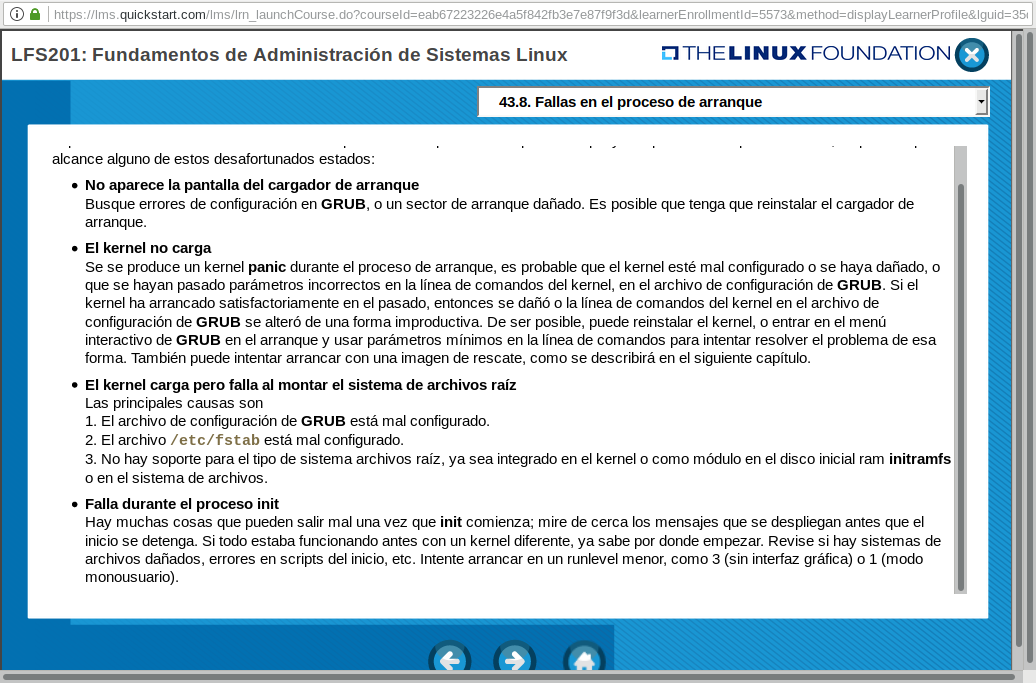 https://lms.quickstart.com/lms/lrn_launchCourse.do?courseId=eab67223226e4a5f842fb3e7e87f9f3d&learnerEnrollmentId=5573&method=displayLearnerProfile&lguid=35
LFS201: Fundamentos de Administración de Sistemas Linux
THE LINUX FOUNDATION
43.8. Fallas en el proceso de arranque
alcance alguno de estos desafortunados estados:
• No aparece la pantalla del cargador de arranque
Busque errores de configuración en GRUB, o un sector de arranque dañado. Es posible que tenga que reinstalar el cargador de
arranque.
• El kernel no carga
Se se produce un kernel panic durante el proceso de arranque, es probable que el kernel esté mal configurado o se haya dañado, o
que se hayan pasado parámetros incorrectos en la línea de comandos del kernel, en el archivo de configuración de GRUB. Si el
kernel ha arrancado satisfactoriamente en el pasado, entonces se dañó o la línea de comandos del kernel en el archivo de
configuración de GRUB se alteró de una forma improductiva. De ser posible, puede reinstalar el kernel, o entrar en el menú
interactivo de GRUB en el arranque y usar parámetros mínimos en la línea de comandos para intentar resolver el problema de esa
forma. También puede intentar arrancar con una imagen de rescate, como se describirá en el siguiente capítulo.
• El kernel carga pero falla al montar el sistema de archivos raíz
Las principales causas son
1. El archivo de configuración de GRUB está mal configurado.
2. El archivo /etc/fstab está mal configurado.
3. No hay soporte para el tipo de sistema archivos raíz, ya sea integrado en el kernel o como módulo en el disco inicial ram initramfs
o en el sistema de archivos.
• Falla durante el proceso init
Hay muchas cosas que pueden salir mal una vez que init comienza; mire de cerca los mensajes que se despliegan antes que el
inicio se detenga. Si todo estaba funcionando antes con un kernel diferente, ya sabe por donde empezar. Revise si hay sistemas de
archivos dañados, errores en scripts del inicio, etc. Intente arrancar en un runlevel menor, como 3 (sin interfaz gráfica) o 1 (modo
monousuario).